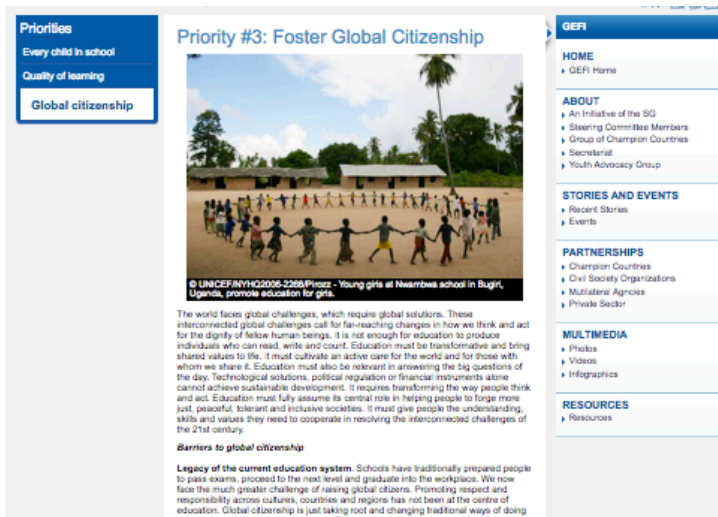 Priorities
Every child in school
Quality of learning
Global citizenship
Priority #3: Foster Global Citizenship
© UNICEF/NYHQ2006-2268/Pirozz - Young girls at Nwambwa school in Bugiri,
Uganda, promote education for girls.
The world faces global challenges, which require global solutions. These
interconnected global challenges call for far-reaching changes in how we think and act
for the dignity of fellow human beings. It is not enough for education to produce
individuals who can read, write and count. Education must be transformative and bring
shared values to life. It must cultivate an active care for the world and for those with
whom we share it. Education must also be relevant in answering the big questions of
the day. Technological solutions, political regulation or financial instruments alone
cannot achieve sustainable development. It requires transforming the way people think
and act. Education must fully assume its central role in helping people to forge more
just, peaceful, tolerant and inclusive societies. It must give people the understanding,
skills and values they need to cooperate in resolving the interconnected challenges of
the 21st century.
Barriers to global citizenship
Legacy of the current education system. Schools have traditionally prepared people
to pass exams, proceed to the next level and graduate into the workplace. We now
face the much greater challenge of raising global citizens. Promoting respect and
responsibility across cultures, countries and regions has not been at the centre of
education. Global citizenship is just taking root and changing traditional ways of doing
GEFI
HOME
GEFI Home
ABOUT
An Initiative of the SG
Steering Committee Members
Group of Champion Countries
Secretariat
Youth Advocacy Group
STORIES AND EVENTS
Recent Stories
Events
PARTNERSHIPS
Champion Countries
Civil Society Organizations
Mutilateral Agncies
Private Sector
MULTIMEDIA
Photos
Videos
Infographics
RESOURCES
Resources